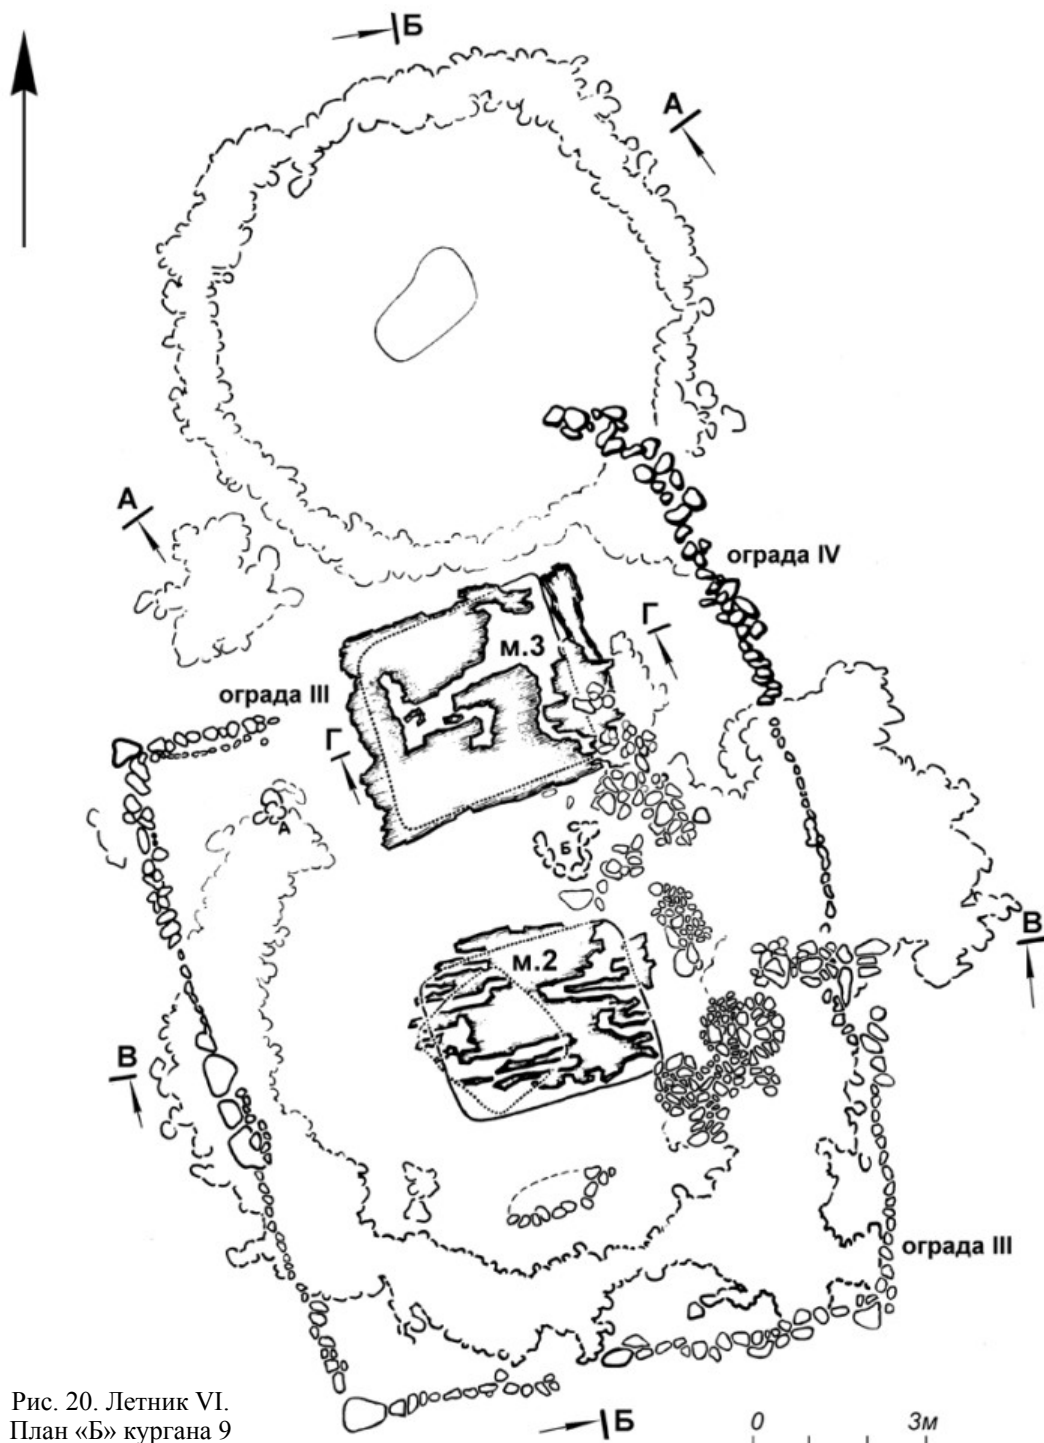 Б
А
А
ограда IV
Г
м.3
ограда III
Г
А
Б
В
м.2
В
ограда III
Рис. 20. Летник VI.
План «Б» кургана 9
Б
0 3м